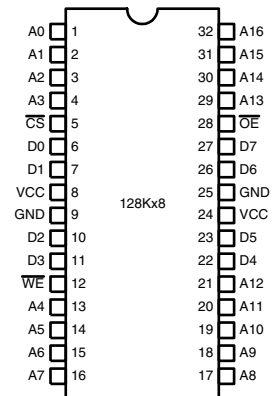 A0 1 32 A16
A1 2 31 A15
A2 3 30 A14
A3 4 29 A13
C̅S̅ 5 28 O̅E̅
D0 6 27 D7
D1 7 26 D6
VCC 8 25 GND
128Kx8
GND 9 24 VCC
D2 10 23 D5
D3 11 22 D4
W̅E̅ 12 21 A12
A4 13 20 A11
A5 14 19 A10
A6 15 18 A9
A7 16 17 A8